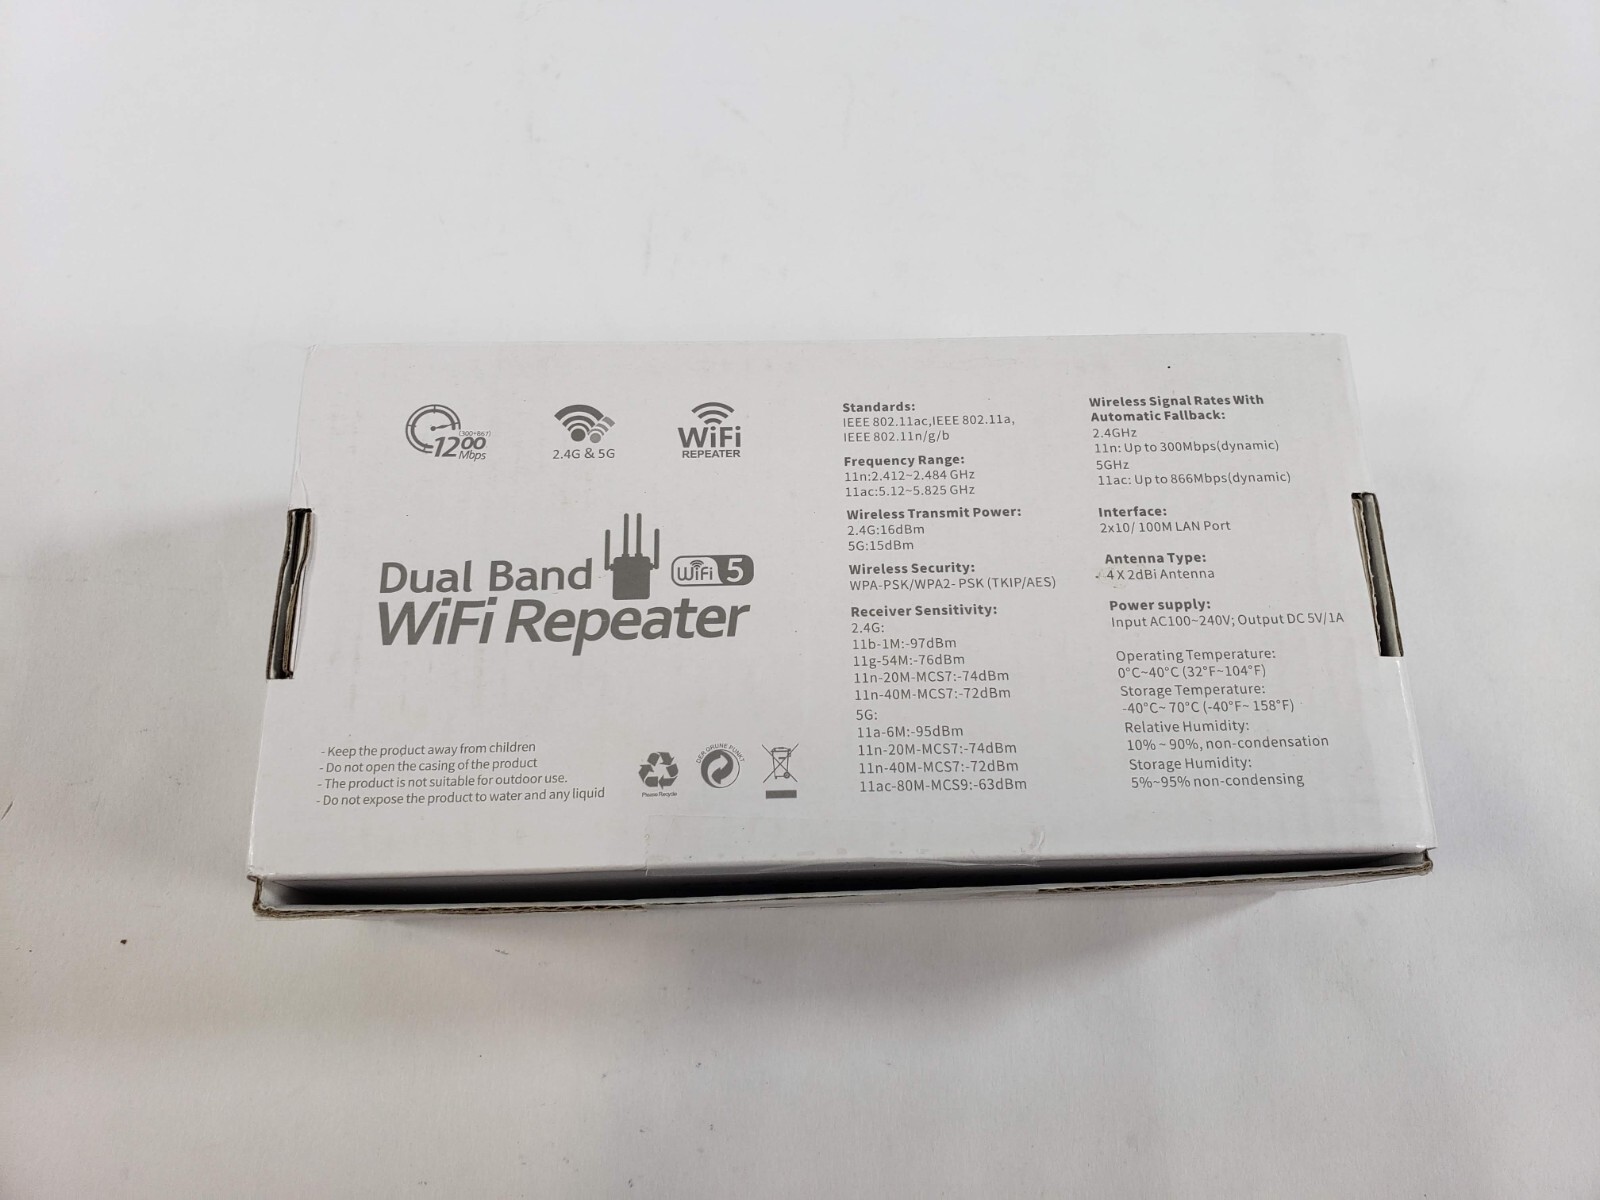 (300+867)
1200
Mbps
2.4G & 5G
WiFi
REPEATER
Dual Band
WiFi 5
WiFi Repeater
- Keep the product away from children
- Do not open the casing of the product
- The product is not suitable for outdoor use.
- Do not expose the product to water and any liquid
Please Recycle
DER GRÜNE PUNKT
Standards:
IEEE 802.11ac,IEEE 802.11a,
IEEE 802.11n/g/b
Frequency Range:
11n:2.412~2.484 GHz
11ac:5.12~5.825 GHz
Wireless Transmit Power:
2.4G:16dBm
5G:15dBm
Wireless Security:
WPA-PSK/WPA2- PSK (TKIP/AES)
Receiver Sensitivity:
2.4G:
11b-1M:-97dBm
11g-54M:-76dBm
11n-20M-MCS7:-74dBm
11n-40M-MCS7:-72dBm
5G:
11a-6M:-95dBm
11n-20M-MCS7:-74dBm
11n-40M-MCS7:-72dBm
11ac-80M-MCS9:-63dBm
Wireless Signal Rates With
Automatic Fallback:
2.4GHz
11n: Up to 300Mbps(dynamic)
5GHz
11ac: Up to 866Mbps(dynamic)
Interface:
2x10/ 100M LAN Port
Antenna Type:
4 X 2dBi Antenna
Power supply:
Input AC100~240V; Output DC 5V/1A
Operating Temperature:
0°C~40°C (32°F~104°F)
Storage Temperature:
-40°C~ 70°C (-40°F~ 158°F)
Relative Humidity:
10% ~ 90%, non-condensation
Storage Humidity:
5%~95% non-condensing